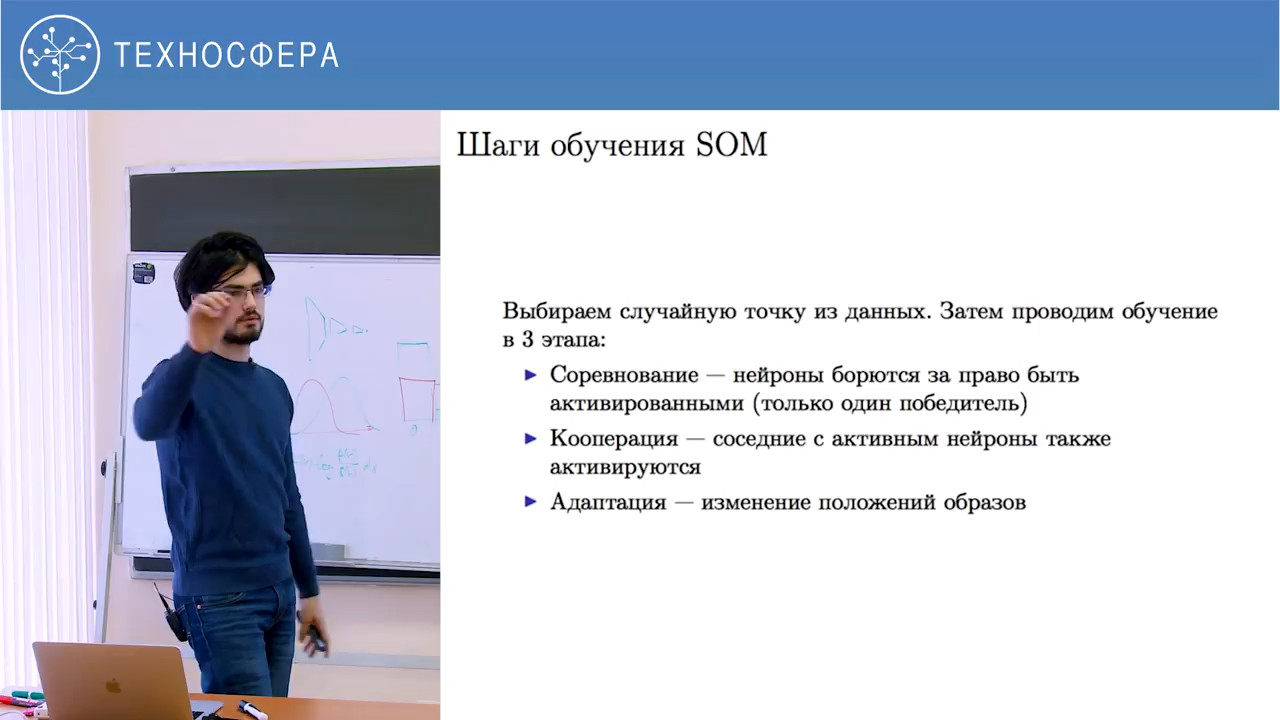 ТЕХНОСФЕРА
Шаги обучения SOM
Выбираем случайную точку из данных. Затем проводим обучение
в 3 этапа:
Соревнование — нейроны борются за право быть
активированными (только один победитель)
Кооперация — соседние с активным нейроны также
активируются
Адаптация — изменение положений образов